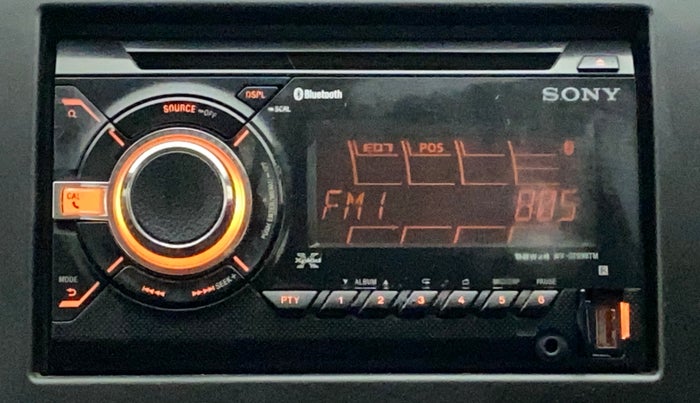 DSPL
Bluetooth
SONY
SOURCE OFF
SCRL
EQ7 POS
FM1 805
CALL
MODE
SEEK+
ALBUM
PAUSE
PTY 1 2 3 4 5 6